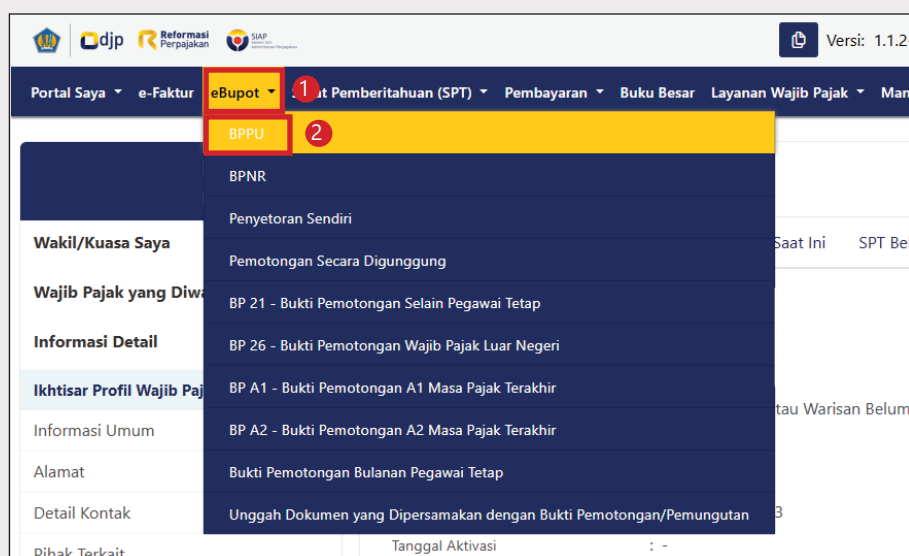 djp Reformasi Perpajakan SIAP Versi: 1.1.2
Portal Saya e-Faktur eBupot 1 at Pemberitahuan (SPT) Pembayaran Buku Besar Layanan Wajib Pajak Man
BPPU 2
BPNR
Penyetoran Sendiri
Wakil/Kuasa Saya Saat Ini SPT Be
Pemotongan Secara Digunggung
Wajib Pajak yang Diwa
BP 21 - Bukti Pemotongan Selain Pegawai Tetap
Informasi Detail
BP 26 - Bukti Pemotongan Wajib Pajak Luar Negeri
Ikhtisar Profil Wajib Paj
BP A1 - Bukti Pemotongan A1 Masa Pajak Terakhir
tau Warisan Belum
Informasi Umum
BP A2 - Bukti Pemotongan A2 Masa Pajak Terakhir
Alamat
Bukti Pemotongan Bulanan Pegawai Tetap
Detail Kontak
Unggah Dokumen yang Dipersamakan dengan Bukti Pemotongan/Pemungutan 3
Pihak Terkait
Tanggal Aktivasi : -